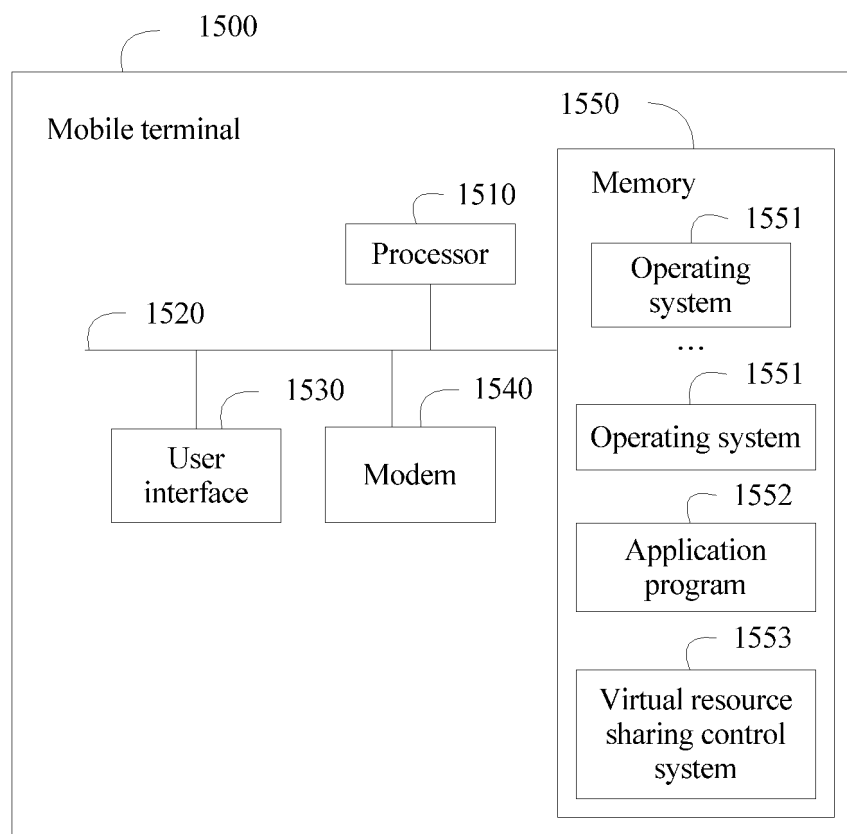 1500
Mobile terminal
1550
Memory
1510
Processor
1551
Operating
system
...
1520
1530
User
interface
1540
Modem
1551
Operating system
1552
Application
program
1553
Virtual resource
sharing control
system